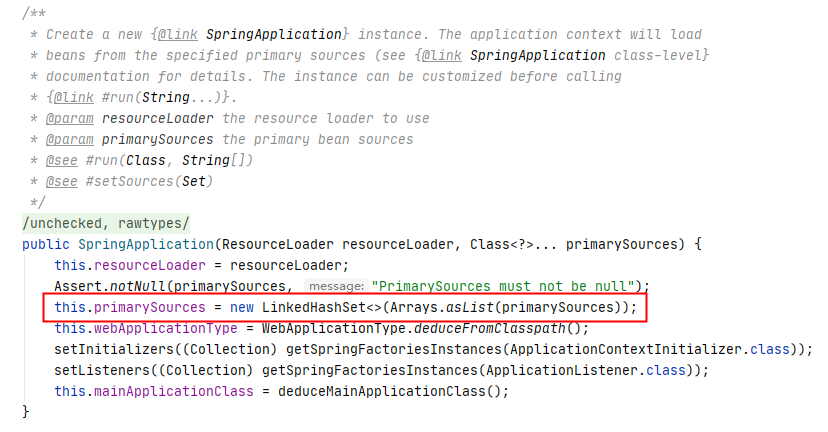 /**
 * Create a new {@link SpringApplication} instance. The application context will load
 * beans from the specified primary sources (see {@link SpringApplication class-level}
 * documentation for details. The instance can be customized before calling
 * {@link #run(String...)}.
 * @param resourceLoader the resource loader to use
 * @param primarySources the primary bean sources
 * @see #run(Class, String[])
 * @see #setSources(Set)
 */
/unchecked, rawtypes/
public SpringApplication(ResourceLoader resourceLoader, Class<?>... primarySources) {
    this.resourceLoader = resourceLoader;
    Assert.notNull(primarySources, message: "PrimarySources must not be null");
    this.primarySources = new LinkedHashSet<>(Arrays.asList(primarySources));
    this.webApplicationType = WebApplicationType.deduceFromClasspath();
    setInitializers((Collection) getSpringFactoriesInstances(ApplicationContextInitializer.class));
    setListeners((Collection) getSpringFactoriesInstances(ApplicationListener.class));
    this.mainApplicationClass = deduceMainApplicationClass();
}